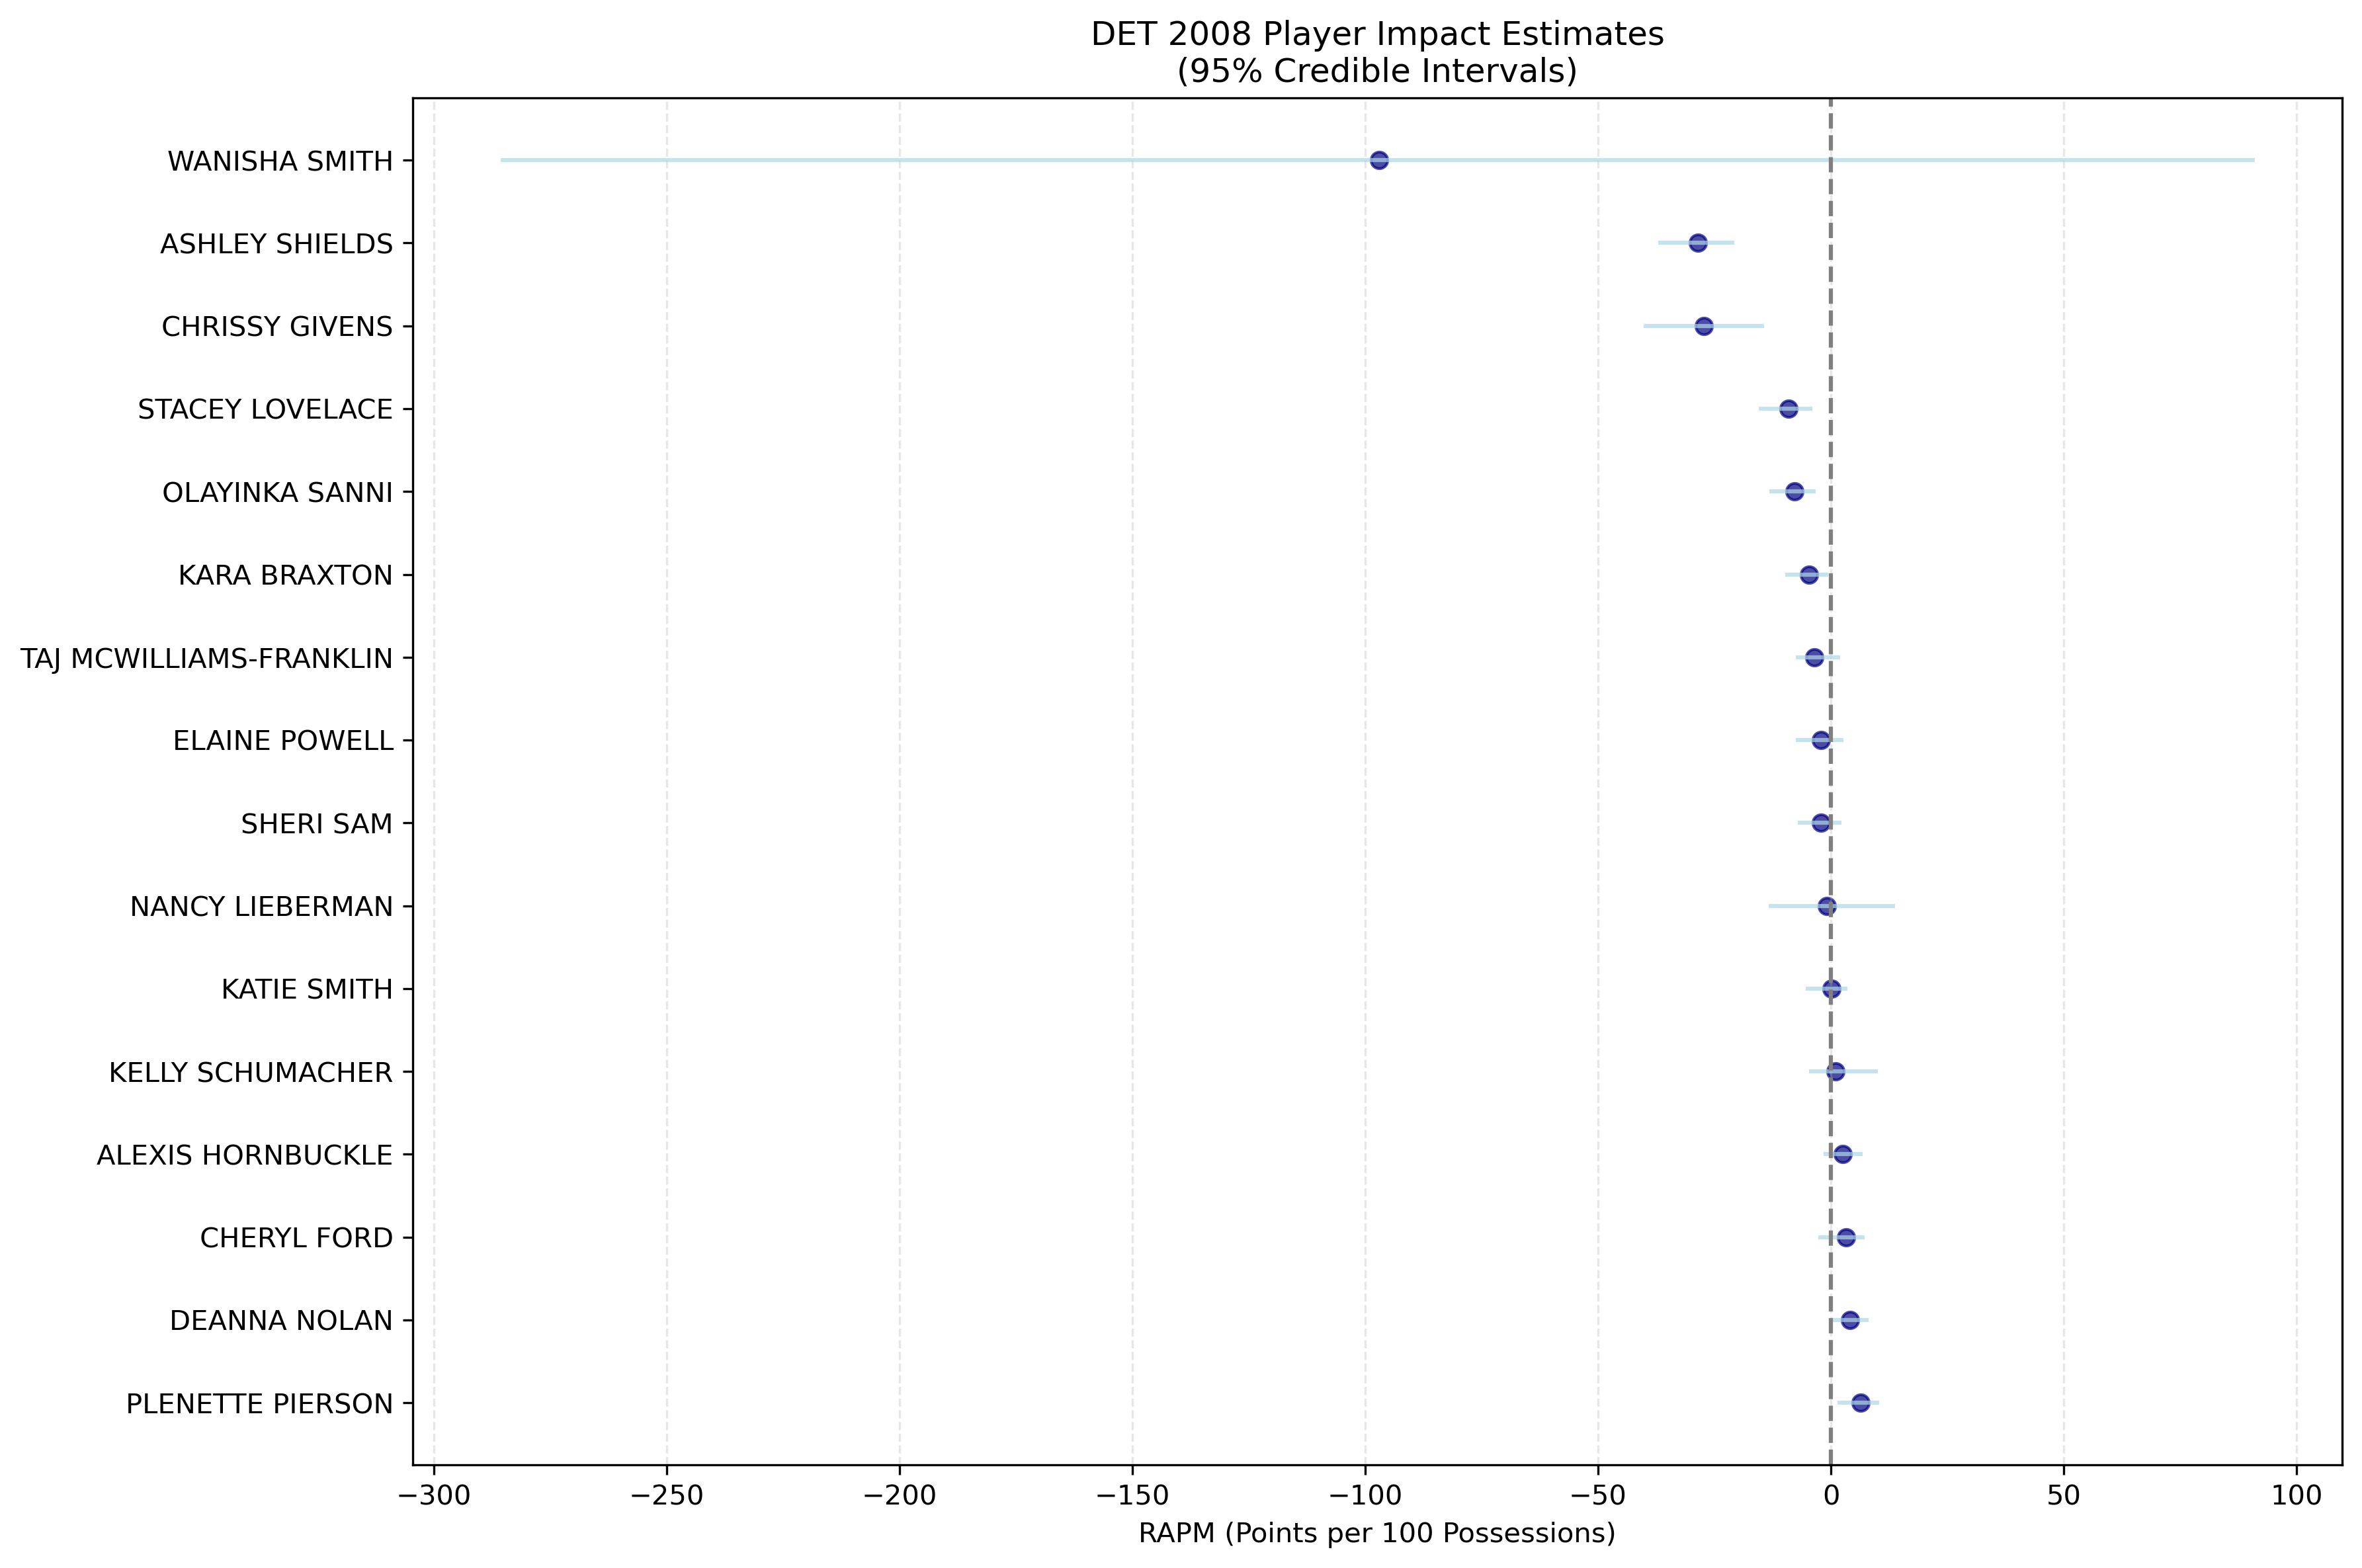 DET 2008 Player Impact Estimates
(95% Credible Intervals)
WANISHA SMITH
ASHLEY SHIELDS
CHRISSY GIVENS
STACEY LOVELACE
OLAYINKA SANNI
KARA BRAXTON
TAJ MCWILLIAMS-FRANKLIN
ELAINE POWELL
SHERI SAM
NANCY LIEBERMAN
KATIE SMITH
KELLY SCHUMACHER
ALEXIS HORNBUCKLE
CHERYL FORD
DEANNA NOLAN
PLENETTE PIERSON
−300 −250 −200 −150 −100 −50 0 50 100
RAPM (Points per 100 Possessions)